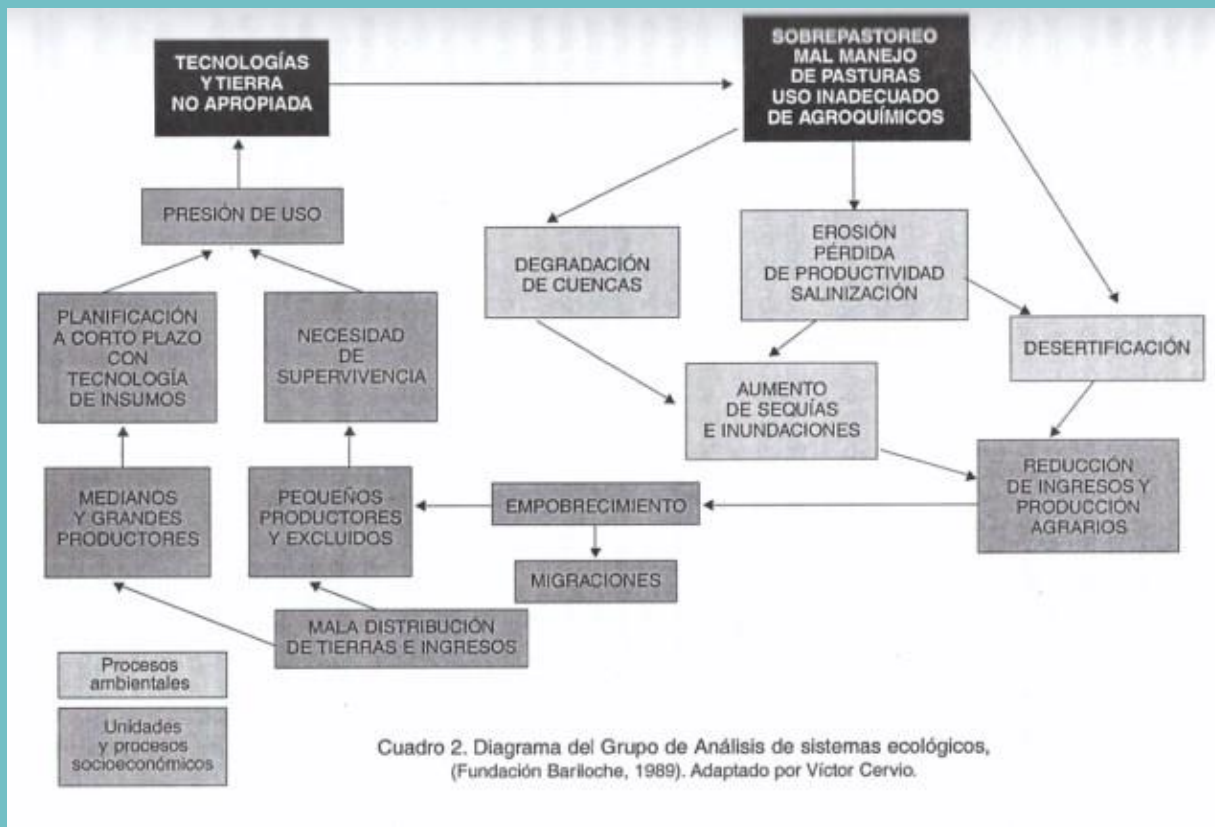 TECNOLOGÍAS
Y TIERRA
NO APROPIADA
SOBREPASTOREO
MAL MANEJO
DE PASTURAS
USO INADECUADO
DE AGROQUÍMICOS
PRESIÓN DE USO
DEGRADACIÓN
DE CUENCAS
EROSIÓN
PÉRDIDA
DE PRODUCTIVIDAD
SALINIZACIÓN
PLANIFICACIÓN
A CORTO PLAZO
CON
TECNOLOGÍA
DE INSUMOS
NECESIDAD
DE
SUPERVIVENCIA
DESERTIFICACIÓN
AUMENTO
DE SEQUÍAS
E INUNDACIONES
MEDIANOS
Y GRANDES
PRODUCTORES
PEQUEÑOS
PRODUCTORES
Y EXCLUIDOS
EMPOBRECIMIENTO
REDUCCIÓN
DE INGRESOS Y
PRODUCCIÓN
AGRARIOS
MIGRACIONES
MALA DISTRIBUCIÓN
DE TIERRAS E INGRESOS
Procesos
ambientales
Unidades
y procesos
socioeconómicos
Cuadro 2. Diagrama del Grupo de Análisis de sistemas ecológicos,
(Fundación Bariloche, 1989). Adaptado por Víctor Cervio.